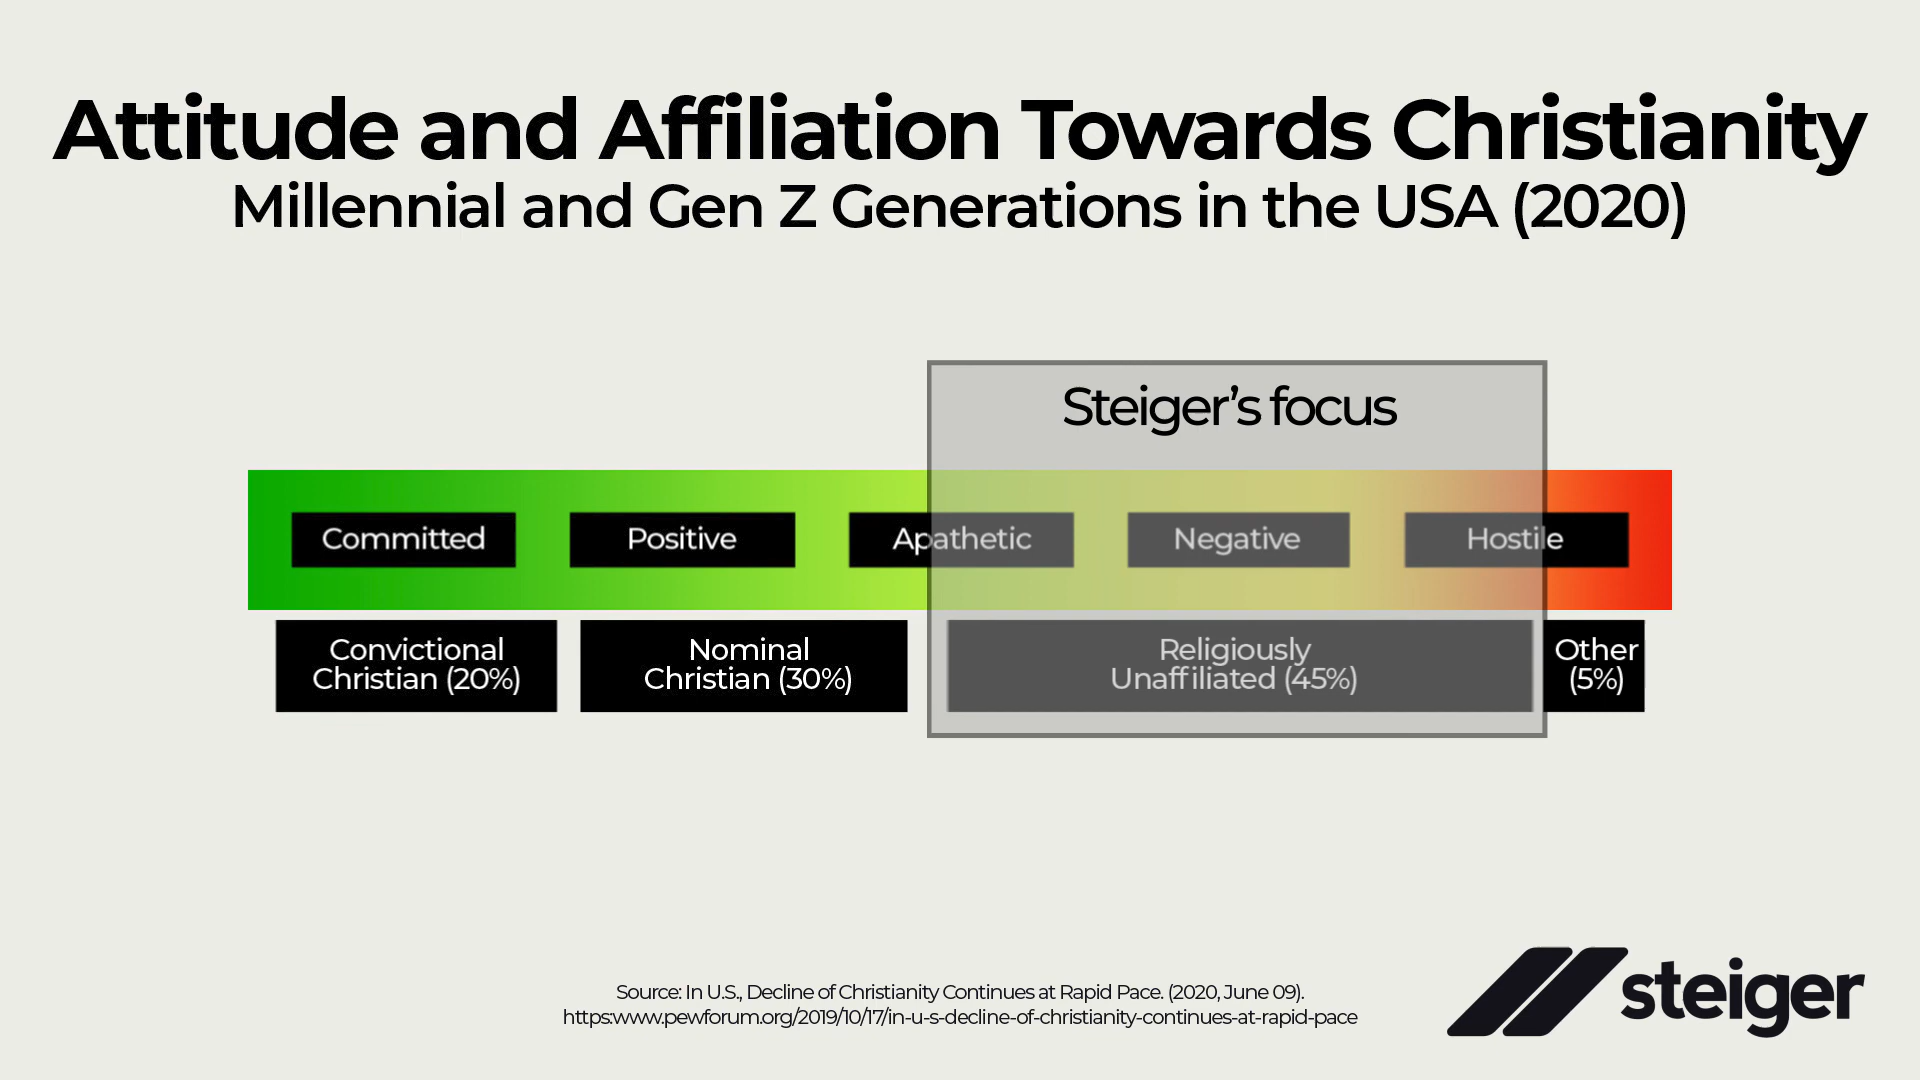 Attitude and Affiliation Towards Christianity
Millennial and Gen Z Generations in the USA (2020)
Steiger's focus
Committed
Positive
Apathetic
Negative
Hostile
Convictional
Christian (20%)
Nominal
Christian (30%)
Religiously
Unaffiliated (45%)
Other
(5%)
Source: In U.S., Decline of Christianity Continues at Rapid Pace. (2020, June 09).
https:www.pewforum.org/2019/10/17/in-u-s-decline-of-christianity-continues-at-rapid-pace
steiger